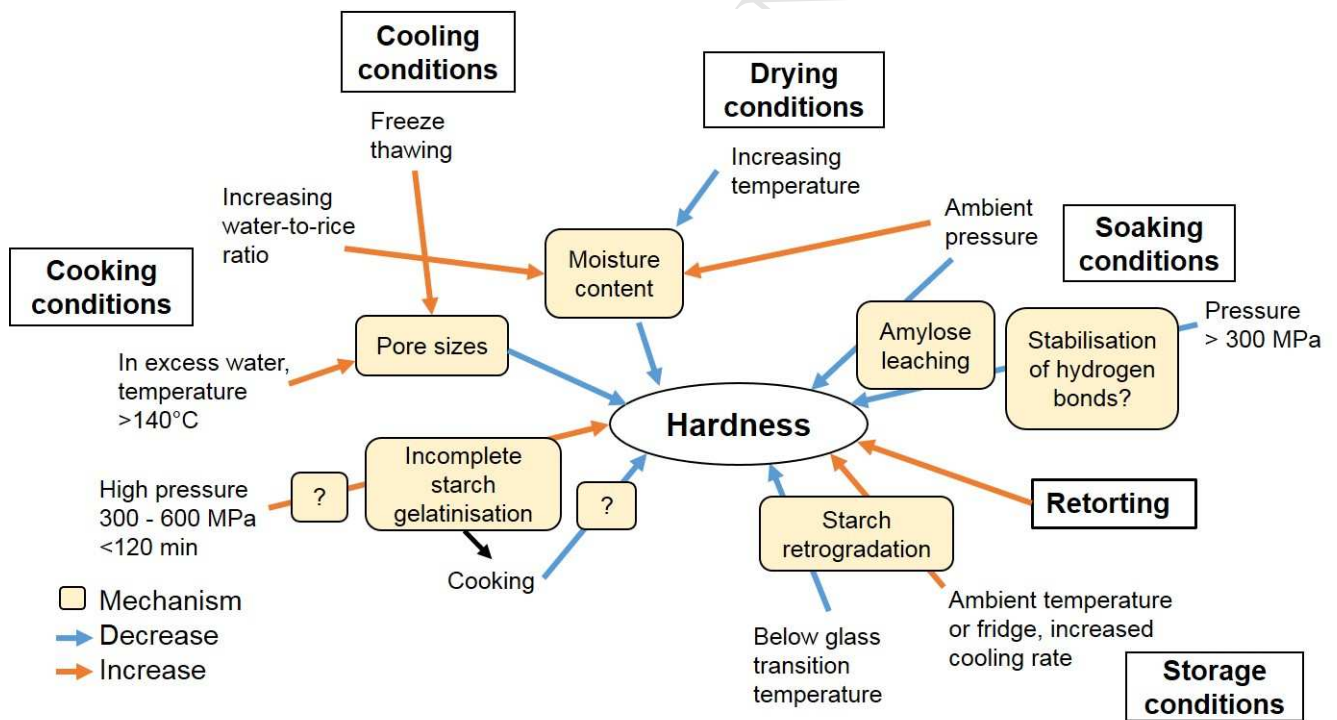 Cooling
conditions
Freeze
thawing
Drying
conditions
Increasing
temperature
Increasing
water-to-rice
ratio
Ambient
pressure
Soaking
conditions
Cooking
conditions
Moisture
content
Pore sizes
Amylose
leaching
Stabilisation
of hydrogen
bonds?
Pressure
> 300 MPa
In excess water,
temperature
>140°C
Hardness
High pressure
300 - 600 MPa
<120 min
?
Incomplete
starch
gelatinisation
?
Cooking
Starch
retrogradation
Retorting
Mechanism
Decrease
Increase
Below glass
transition
temperature
Ambient temperature
or fridge, increased
cooling rate
Storage
conditions